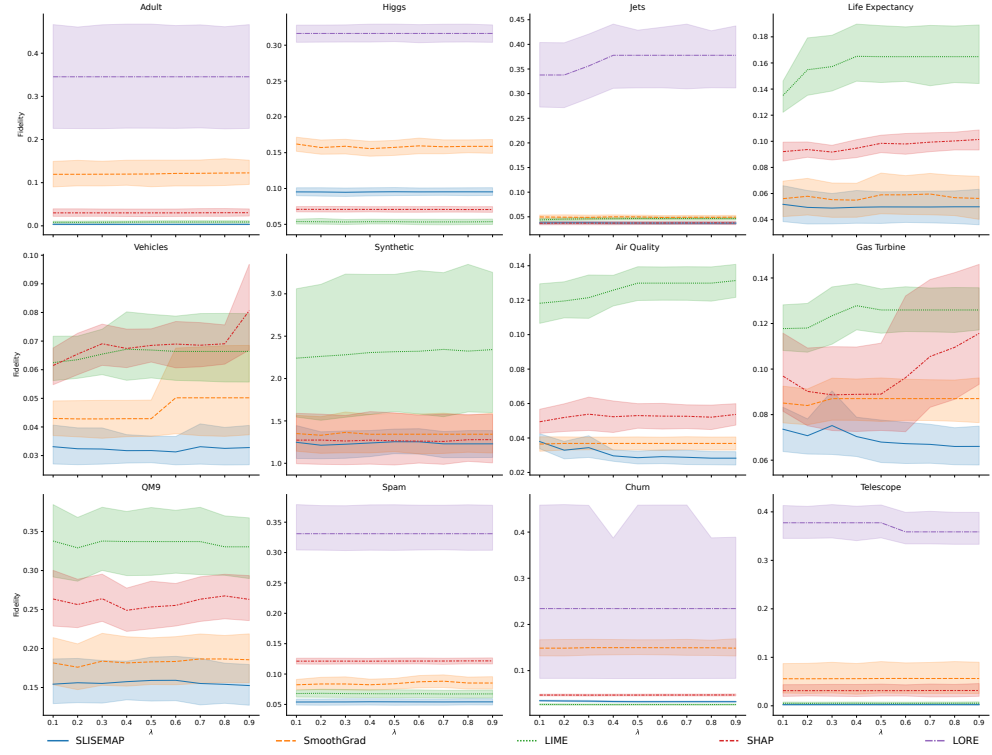 Adult
Higgs
Jets
Life Expectancy
Fidelity
0.4
0.3
0.2
0.1
0.0
0.30
0.25
0.20
0.15
0.10
0.05
0.45
0.40
0.35
0.30
0.25
0.20
0.15
0.10
0.05
0.18
0.16
0.14
0.12
0.10
0.08
0.06
0.04
Vehicles
Synthetic
Air Quality
Gas Turbine
Fidelity
0.10
0.09
0.08
0.07
0.06
0.05
0.04
0.03
3.0
2.5
2.0
1.5
1.0
0.14
0.12
0.10
0.08
0.06
0.04
0.02
0.14
0.12
0.10
0.08
0.06
QM9
Spam
Churn
Telescope
Fidelity
0.35
0.30
0.25
0.20
0.15
0.35
0.30
0.25
0.20
0.15
0.10
0.05
0.4
0.3
0.2
0.1
0.4
0.3
0.2
0.1
0.0
0.1 0.2 0.3 0.4 0.5 0.6 0.7 0.8 0.9
0.1 0.2 0.3 0.4 0.5 0.6 0.7 0.8 0.9
0.1 0.2 0.3 0.4 0.5 0.6 0.7 0.8 0.9
0.1 0.2 0.3 0.4 0.5 0.6 0.7 0.8 0.9
λ
λ
λ
λ
SLISEMAP
SmoothGrad
LIME
SHAP
LORE